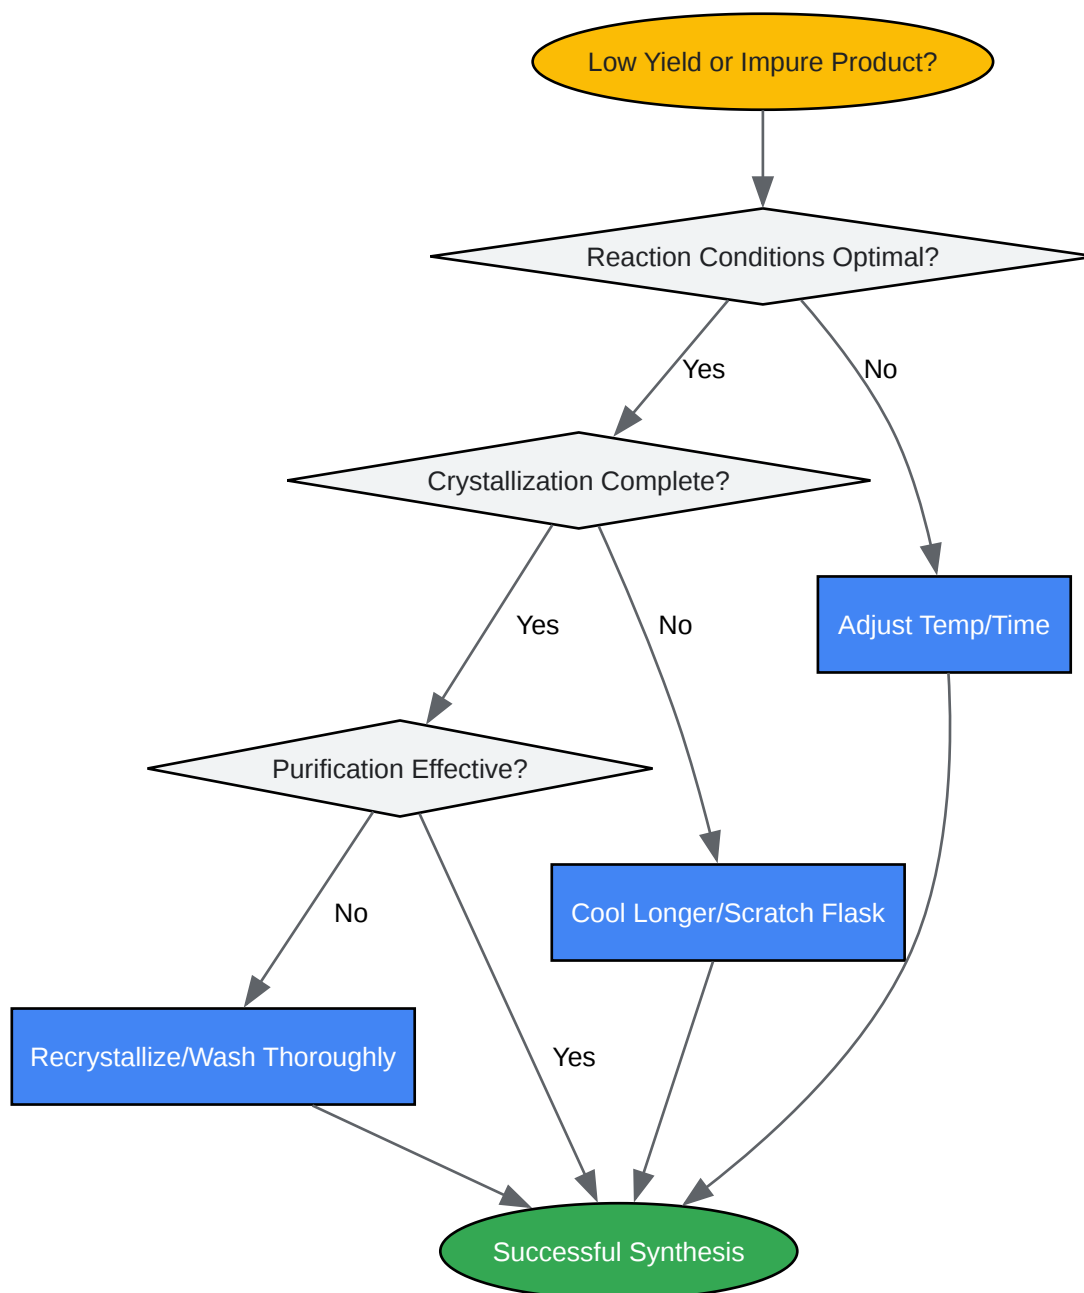 Low Yield or Impure Product?
Reaction Conditions Optimal?
Yes
No
Crystallization Complete?
Yes
No
Adjust Temp/Time
Purification Effective?
No
Cool Longer/Scratch Flask
Recrystallize/Wash Thoroughly
Yes
Successful Synthesis